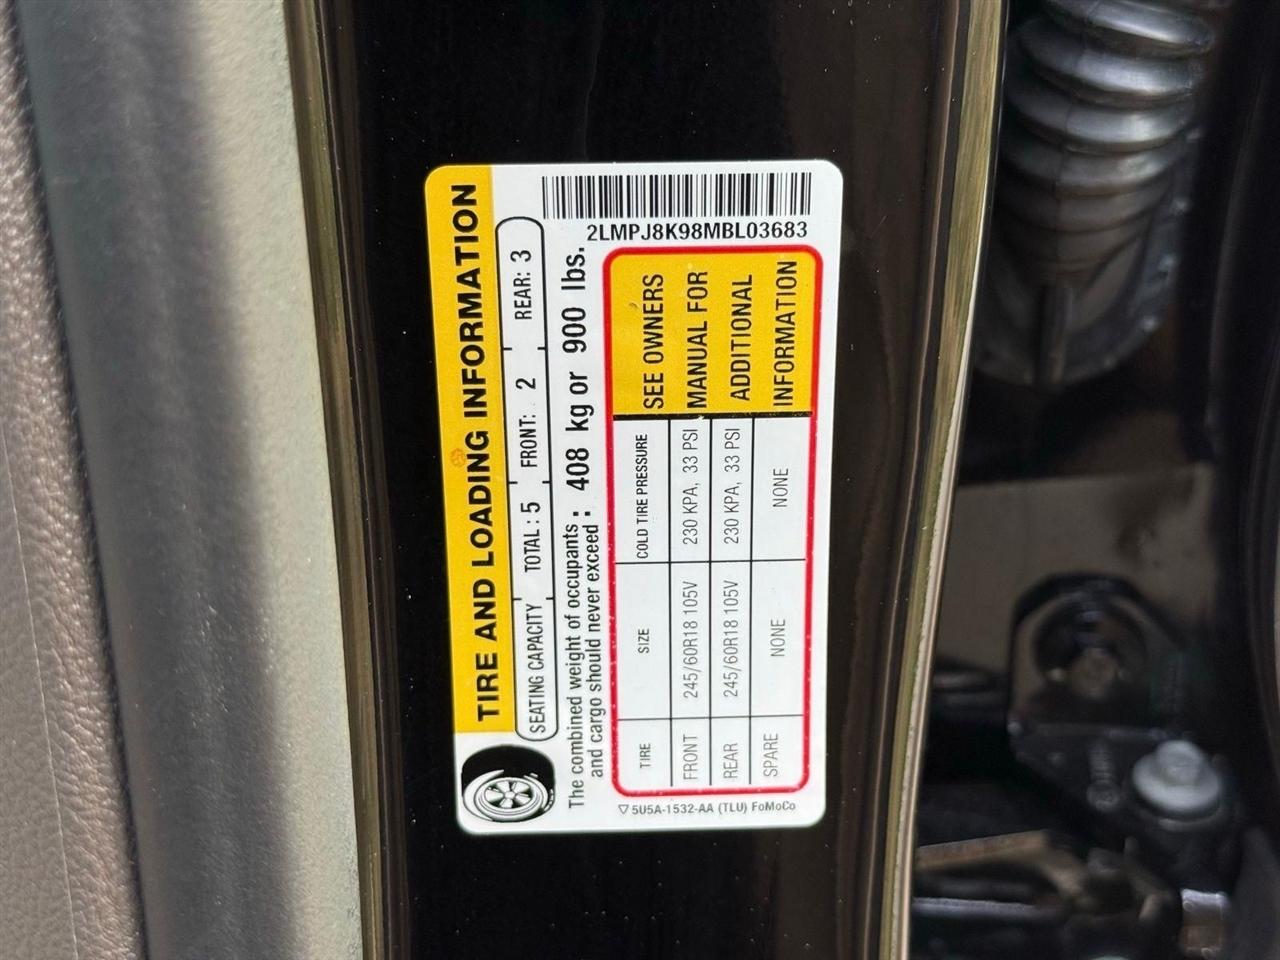 TIRE AND LOADING INFORMATION
SEATING CAPACITY TOTAL : 5 FRONT: 2 REAR: 3
The combined weight of occupants and cargo should never exceed : 408 kg or 900 lbs.
2LMPJ8K98MBL03683
TIRE SIZE COLD TIRE PRESSURE
FRONT 245/60R18 105V 230 KPA, 33 PSI
REAR 245/60R18 105V 230 KPA, 33 PSI
SPARE NONE NONE
SEE OWNERS
MANUAL FOR
ADDITIONAL
INFORMATION
5U5A-1532-AA (TLU) FoMoCo